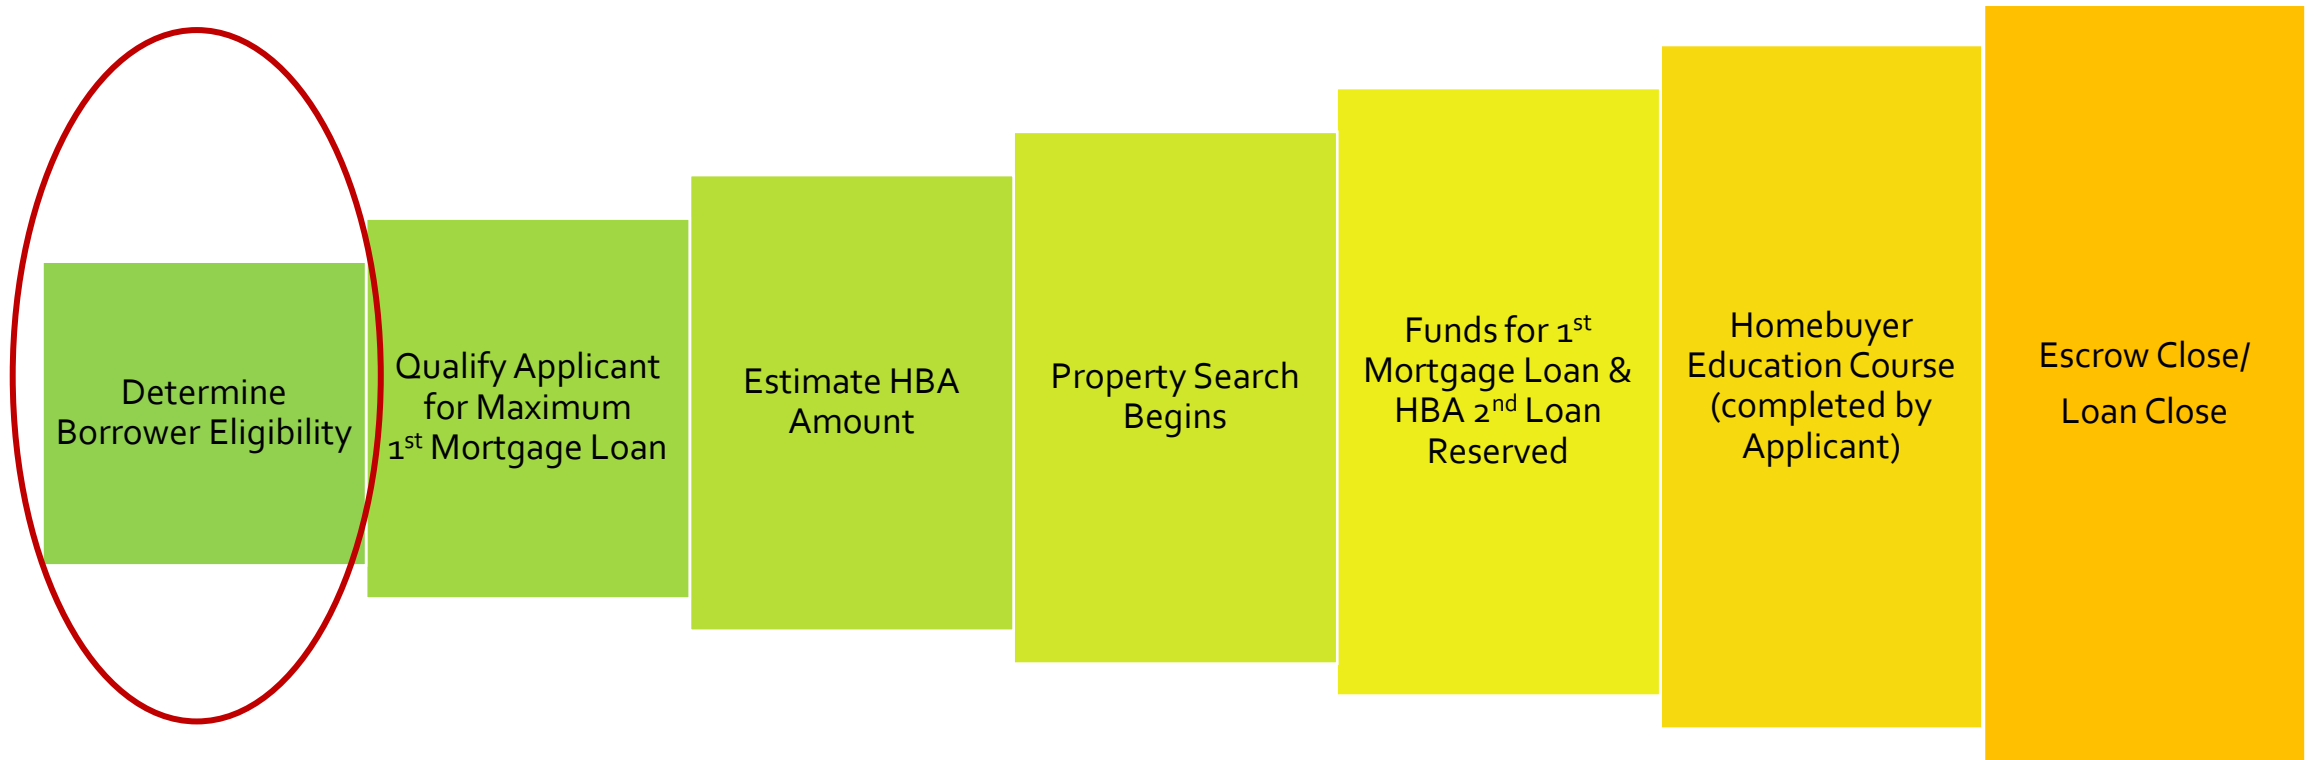 Determine
Borrower Eligibility
Qualify Applicant
for Maximum
1st Mortgage Loan
Estimate HBA
Amount
Property Search
Begins
Funds for 1st
Mortgage Loan &
HBA 2nd Loan
Reserved
Homebuyer
Education Course
(completed by
Applicant)
Escrow Close/
Loan Close